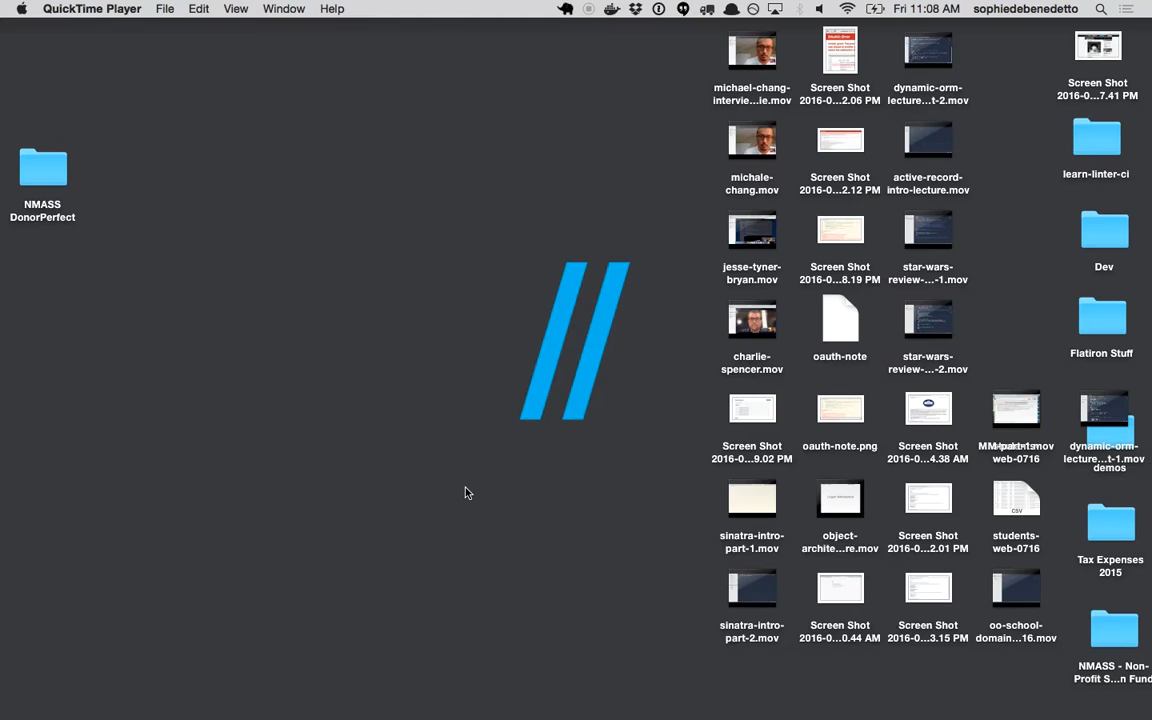 QuickTime Player File Edit View Window Help Fri 11:08 AM sophiedebenedetto
NMASS
DonorPerfect
michael-chang-
intervie...ie.mov
Screen Shot
2016-0...2.06 PM
dynamic-orm-
lecture...t-2.mov
Screen Shot
2016-0...7.41 PM
michale-
chang.mov
Screen Shot
2016-0...2.12 PM
active-record-
intro-lecture.mov
learn-linter-ci
jesse-tyner-
bryan.mov
Screen Shot
2016-0...8.19 PM
star-wars-
review-...-1.mov
Dev
charlie-
spencer.mov
oauth-note
star-wars-
review-...-2.mov
Flatiron Stuff
Screen Shot
2016-0...9.02 PM
oauth-note.png
Screen Shot
2016-0...4.38 AM
web-0716
dynamic-orm-
lecture...t-1.mov
demos
sinatra-intro-
part-1.mov
object-
archite...re.mov
Screen Shot
2016-0...2.01 PM
CSV
students-
web-0716
Tax Expenses
2015
sinatra-intro-
part-2.mov
Screen Shot
2016-0...0.44 AM
Screen Shot
2016-0...3.15 PM
oo-school-
domain...16.mov
NMASS - Non-
Profit S...n Fund